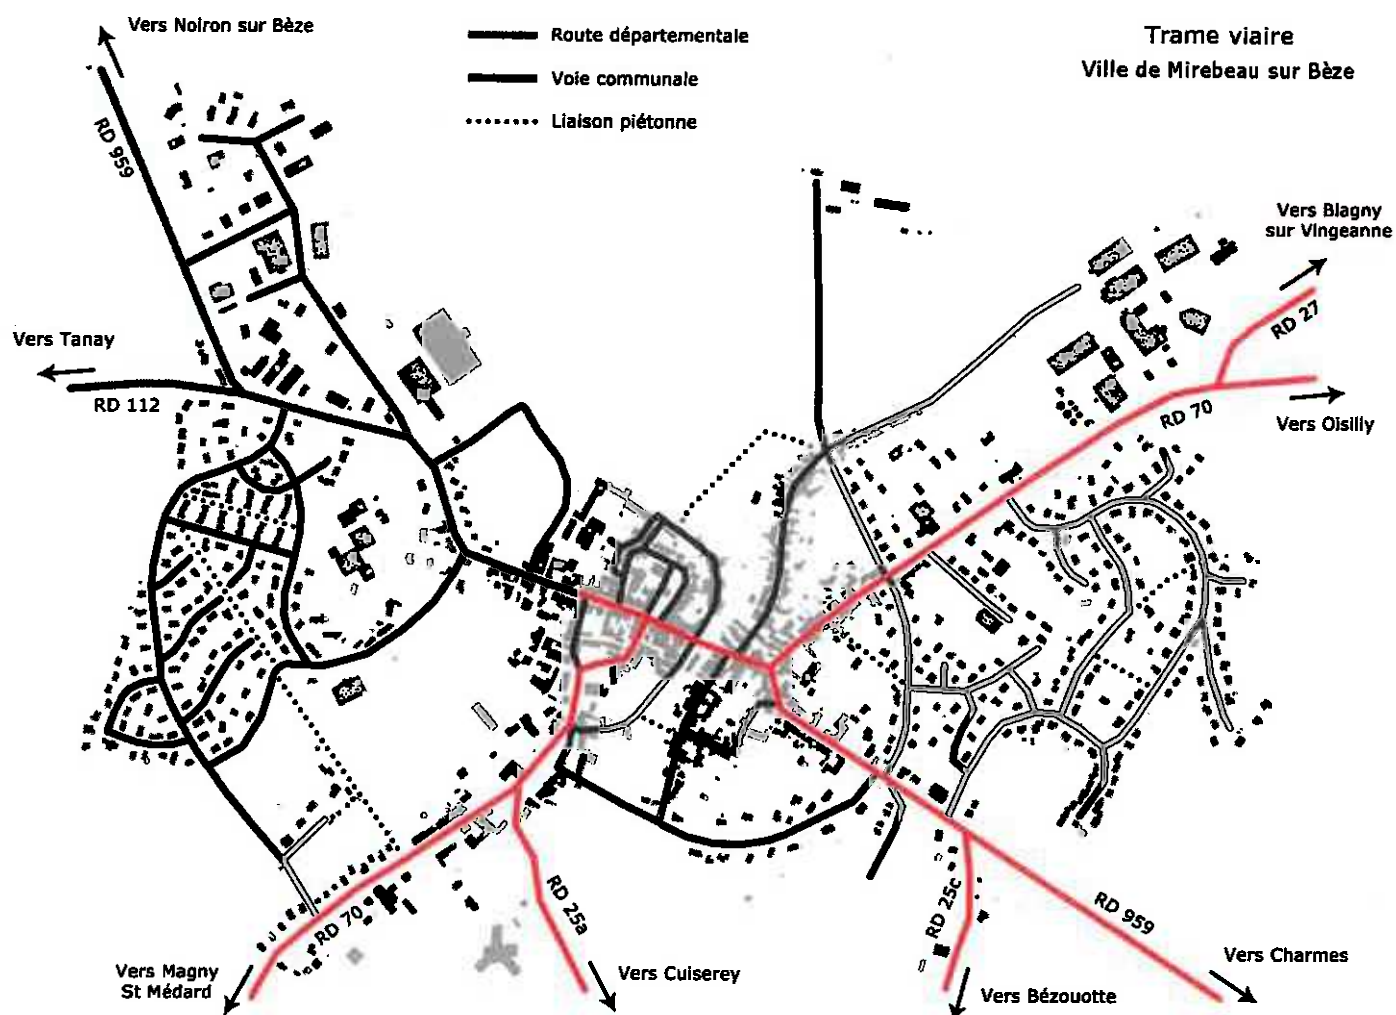 Vers Noiron sur Bèze
Route départementale
Voie communale
Liaison piétonne
Trame viaire
Ville de Mirebeau sur Bèze
RD 959
Vers Blagny
sur Vingeanne
RD 27
Vers Tanay
RD 112
RD 70
Vers Oisilly
RD 70
RD 25a
RD 25c
RD 959
Vers Magny
St Médard
Vers Cuiserey
Vers Bézouotte
Vers Charmes